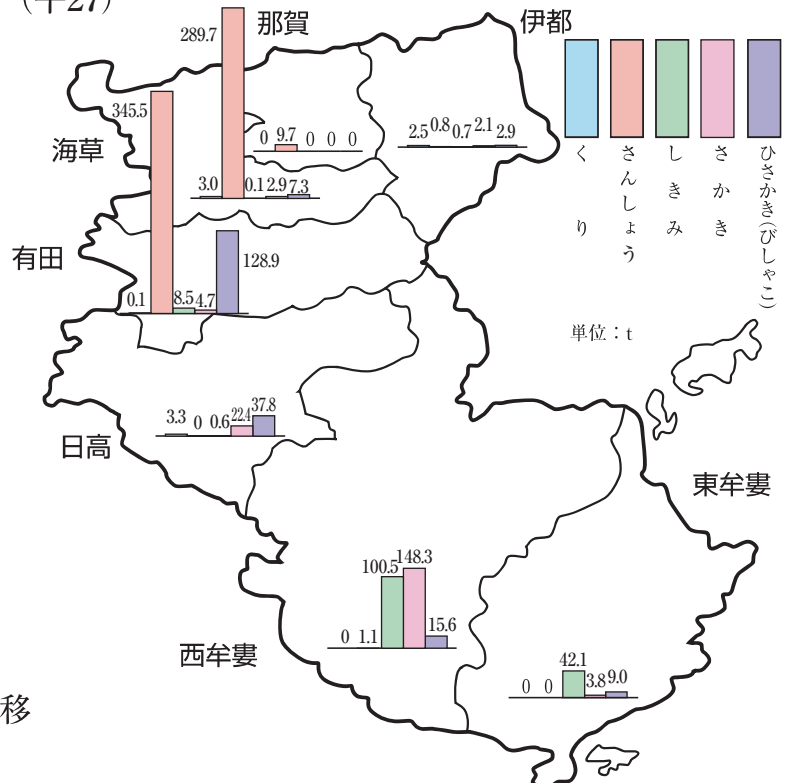 (平27)
那賀
伊都
海草
有田
日高
西牟婁
東牟婁
くり
さんしょう
しきみ
さかき
ひさかき(びしゃこ)
単位：t
0 9.7 0 0 0
2.5 0.8 0.7 2.1 2.9
3.0 289.7 0.1 2.9 7.3
0.1 345.5 8.5 4.7 128.9
3.3 0 0.6 22.4 37.8
0 1.1 100.5 148.3 15.6
0 0 42.1 3.8 9.0
移